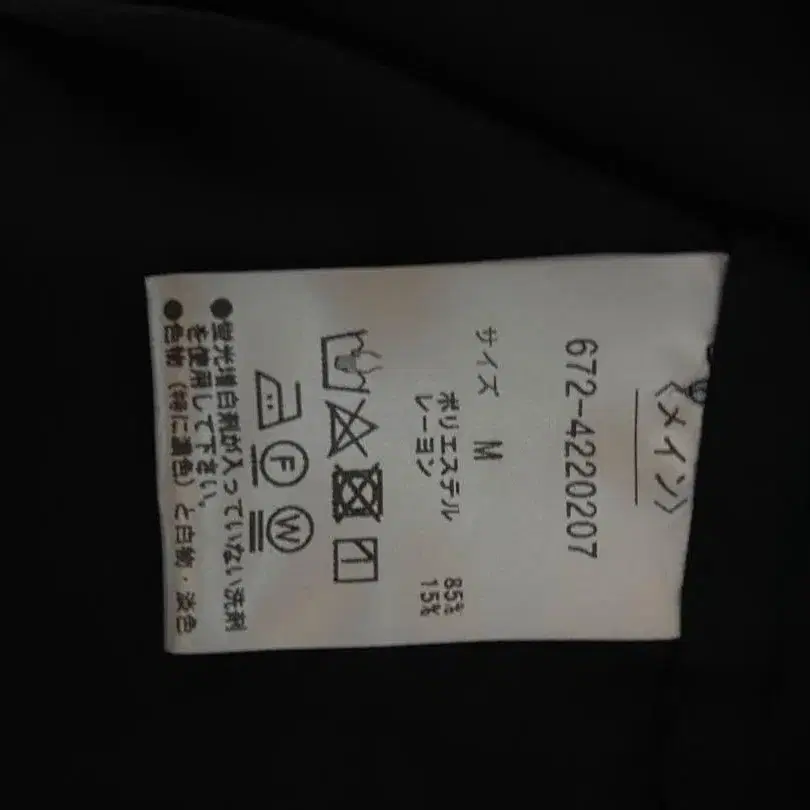 〈メイン〉
672-4220207
サイズ M
ポリエステル 85%
レーヨン 15%
F W
●蛍光増白剤が入っていない洗剤
を使用して下さい。
●色物（特に濃色）と白物・淡色